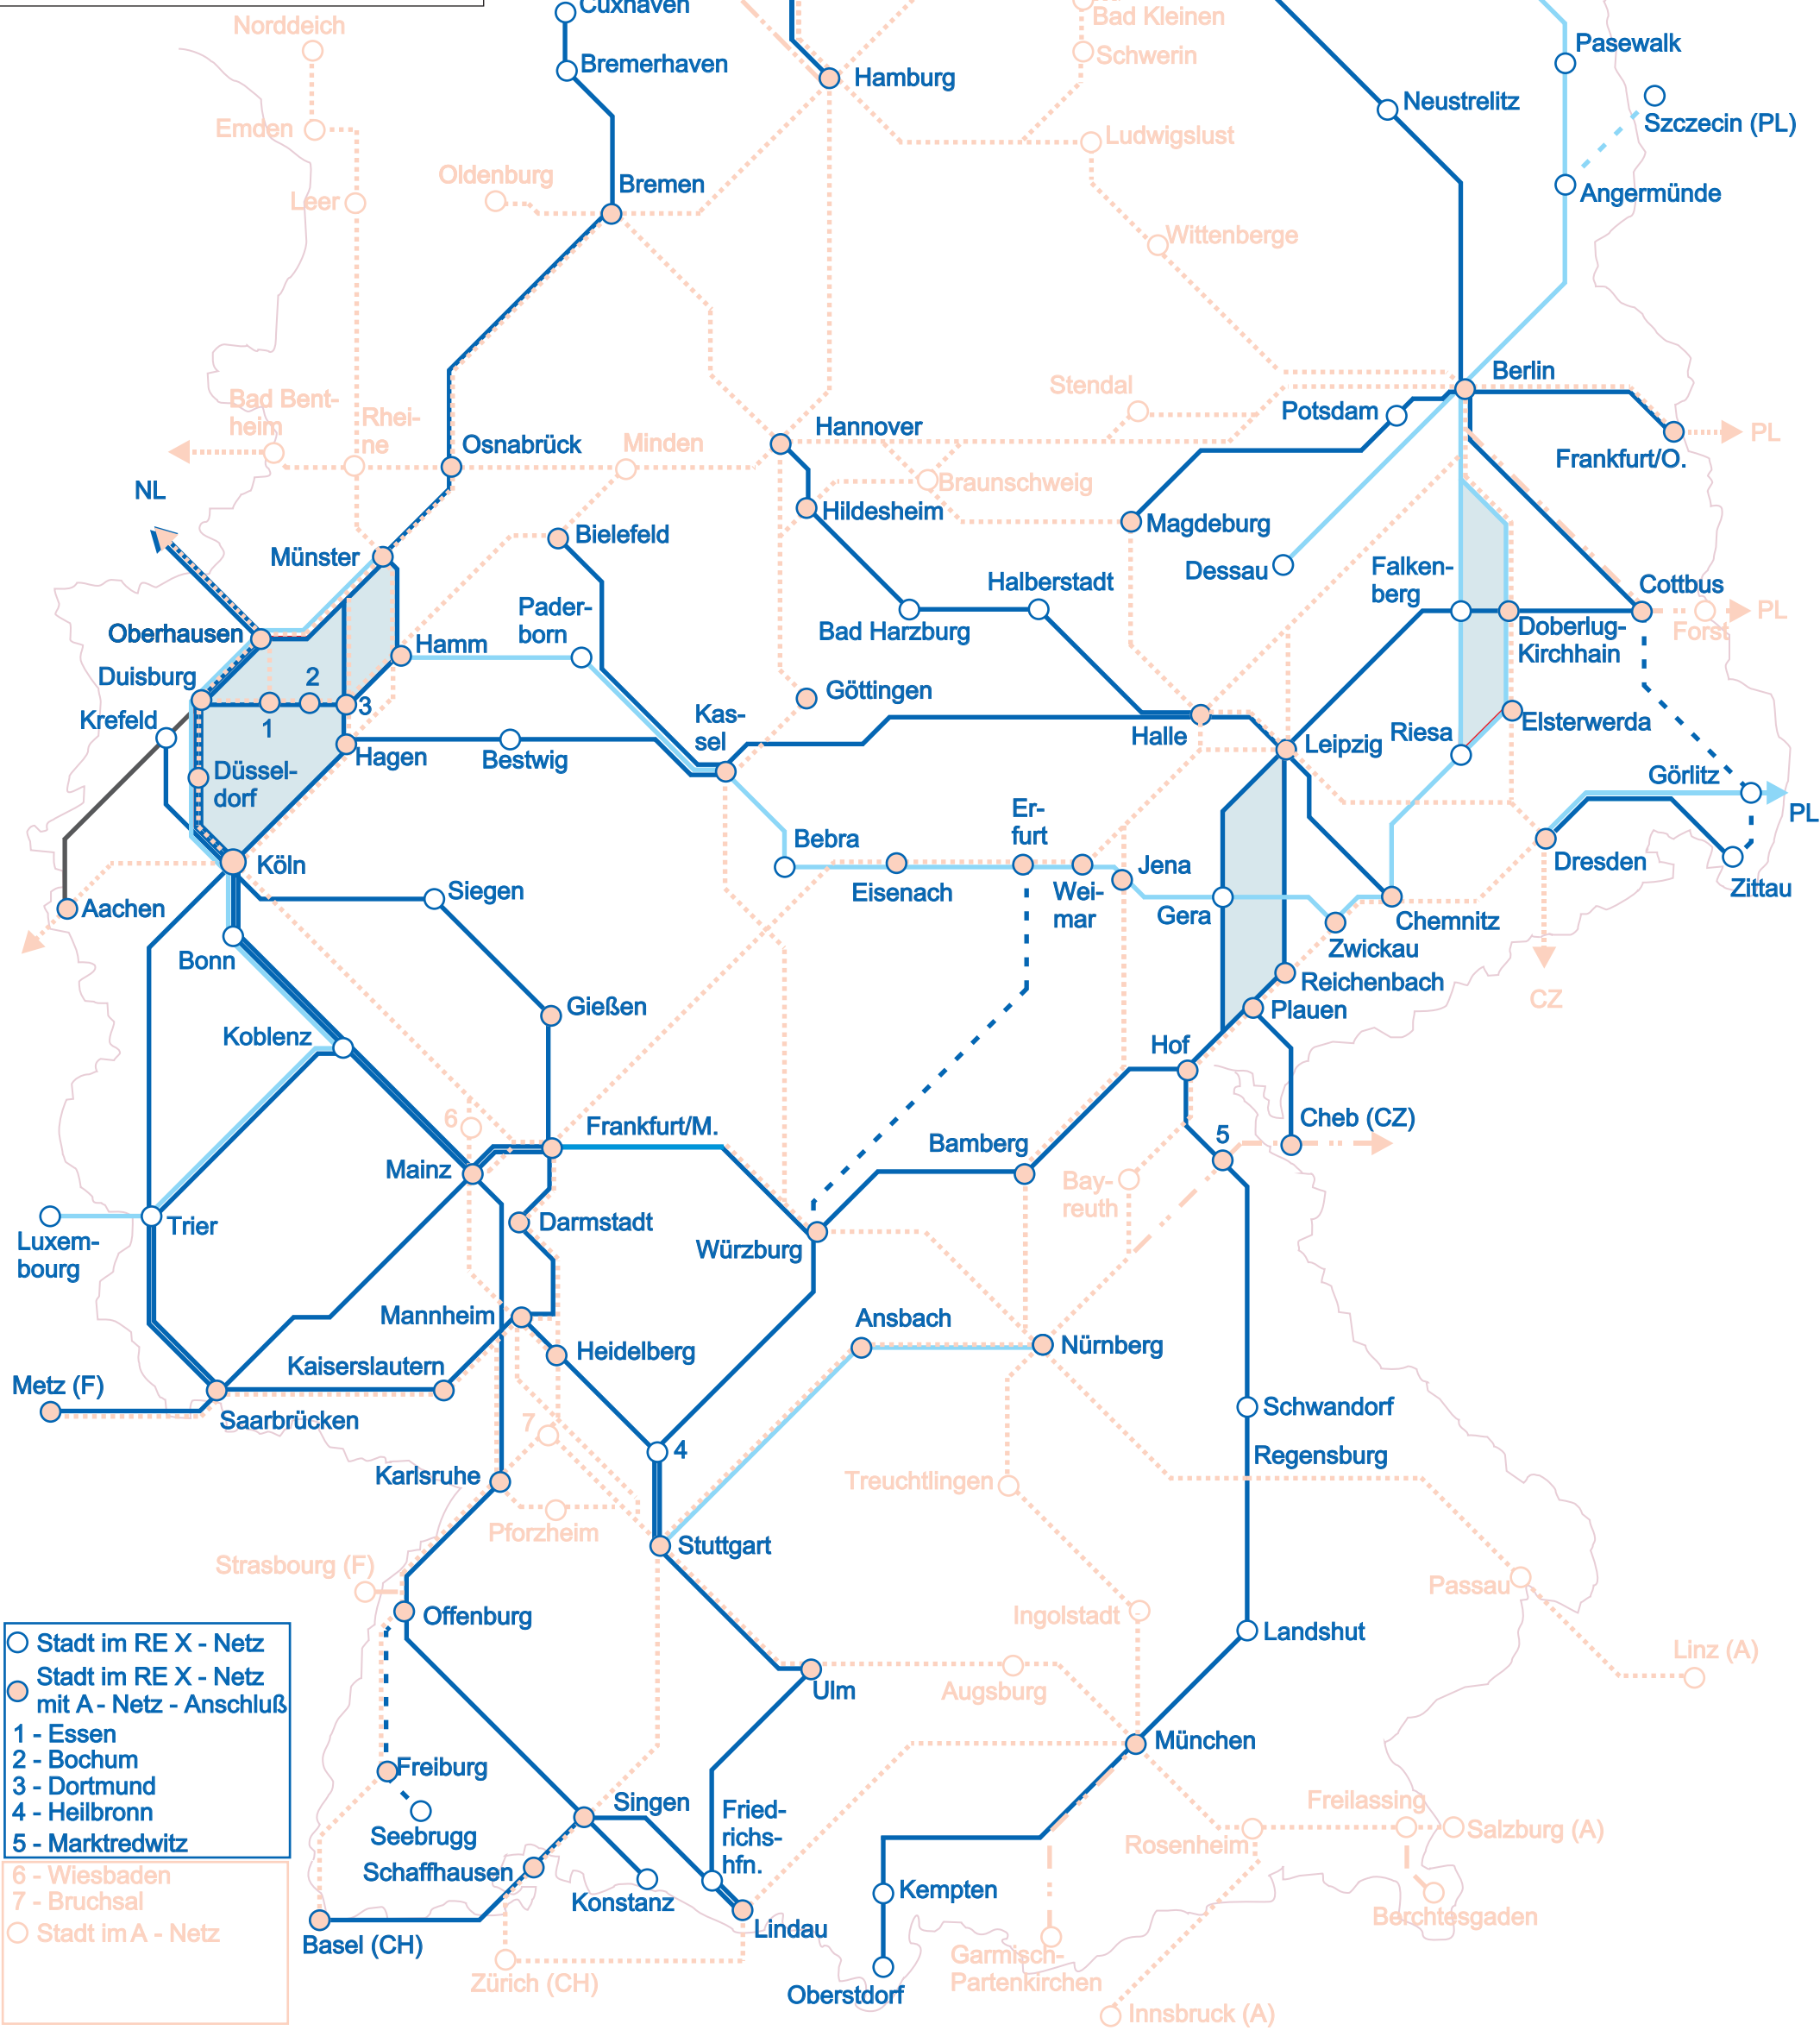 Cuxhaven
Norddeich
Bad Kleinen
Pasewalk
Schwerin
Bremerhaven
Hamburg
Neustrelitz
Szczecin (PL)
Emden
Ludwigslust
Oldenburg
Bremen
Angermünde
Leer
Wittenberge
Berlin
Stendal
Potsdam
Bad Bent-
heim
Rhei-
ne
Hannover
PL
Osnabrück
Minden
Frankfurt/O.
Braunschweig
NL
Hildesheim
Magdeburg
Bielefeld
Münster
Dessau
Falken-
berg
Halberstadt
Cottbus
Pader-
born
Bad Harzburg
Doberlug-
Kirchhain
Forst
PL
Oberhausen
Hamm
Duisburg
2
Göttingen
1
3
Krefeld
Kas-
sel
Halle
Leipzig
Riesa
Elsterwerda
Hagen
Bestwig
Düssel-
dorf
Görlitz
PL
Er-
furt
Bebra
Köln
Eisenach
Wei-
mar
Jena
Dresden
Zittau
Siegen
Aachen
Gera
Chemnitz
Zwickau
Bonn
Reichenbach
CZ
Gießen
Plauen
Koblenz
Hof
6
Frankfurt/M.
Bamberg
5
Cheb (CZ)
Mainz
Bay-
reuth
Darmstadt
Trier
Luxem-
bourg
Würzburg
Mannheim
Ansbach
Nürnberg
Heidelberg
Kaiserslautern
Metz (F)
Saarbrücken
Schwandorf
7
4
Regensburg
Karlsruhe
Treuchtlingen
Pforzheim
Stuttgart
Strasbourg (F)
Passau
Offenburg
Ingolstadt
Landshut
Linz (A)
Ulm
Augsburg
München
Freiburg
Singen
Fried-
richs-
hfn.
Freilassing
Seebrugg
Rosenheim
Salzburg (A)
Schaffhausen
Konstanz
Kempten
Lindau
Berchtesgaden
Basel (CH)
Garmisch-
Partenkirchen
Zürich (CH)
Oberstdorf
Innsbruck (A)
Stadt im RE X - Netz
Stadt im RE X - Netz
mit A - Netz - Anschluß
1 - Essen
2 - Bochum
3 - Dortmund
4 - Heilbronn
5 - Marktredwitz
6 - Wiesbaden
7 - Bruchsal
Stadt im A - Netz